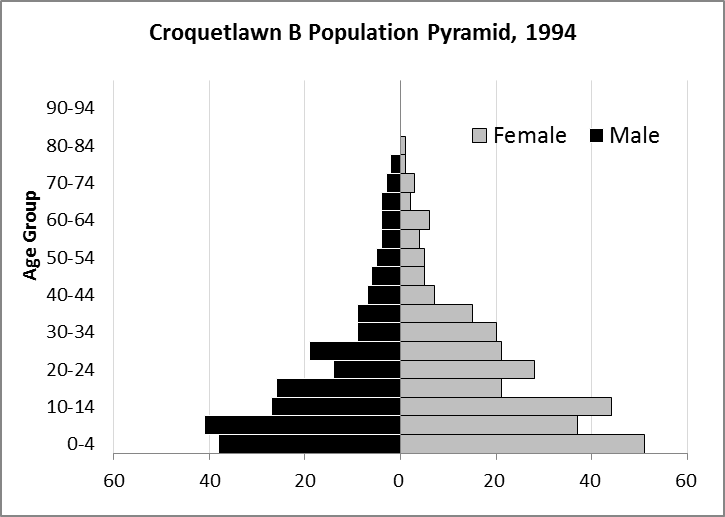 Croquetlawn B Population Pyramid, 1994
Female Male
Age Group
90-94
80-84
70-74
60-64
50-54
40-44
30-34
20-24
10-14
0-4
60 40 20 0 20 40 60